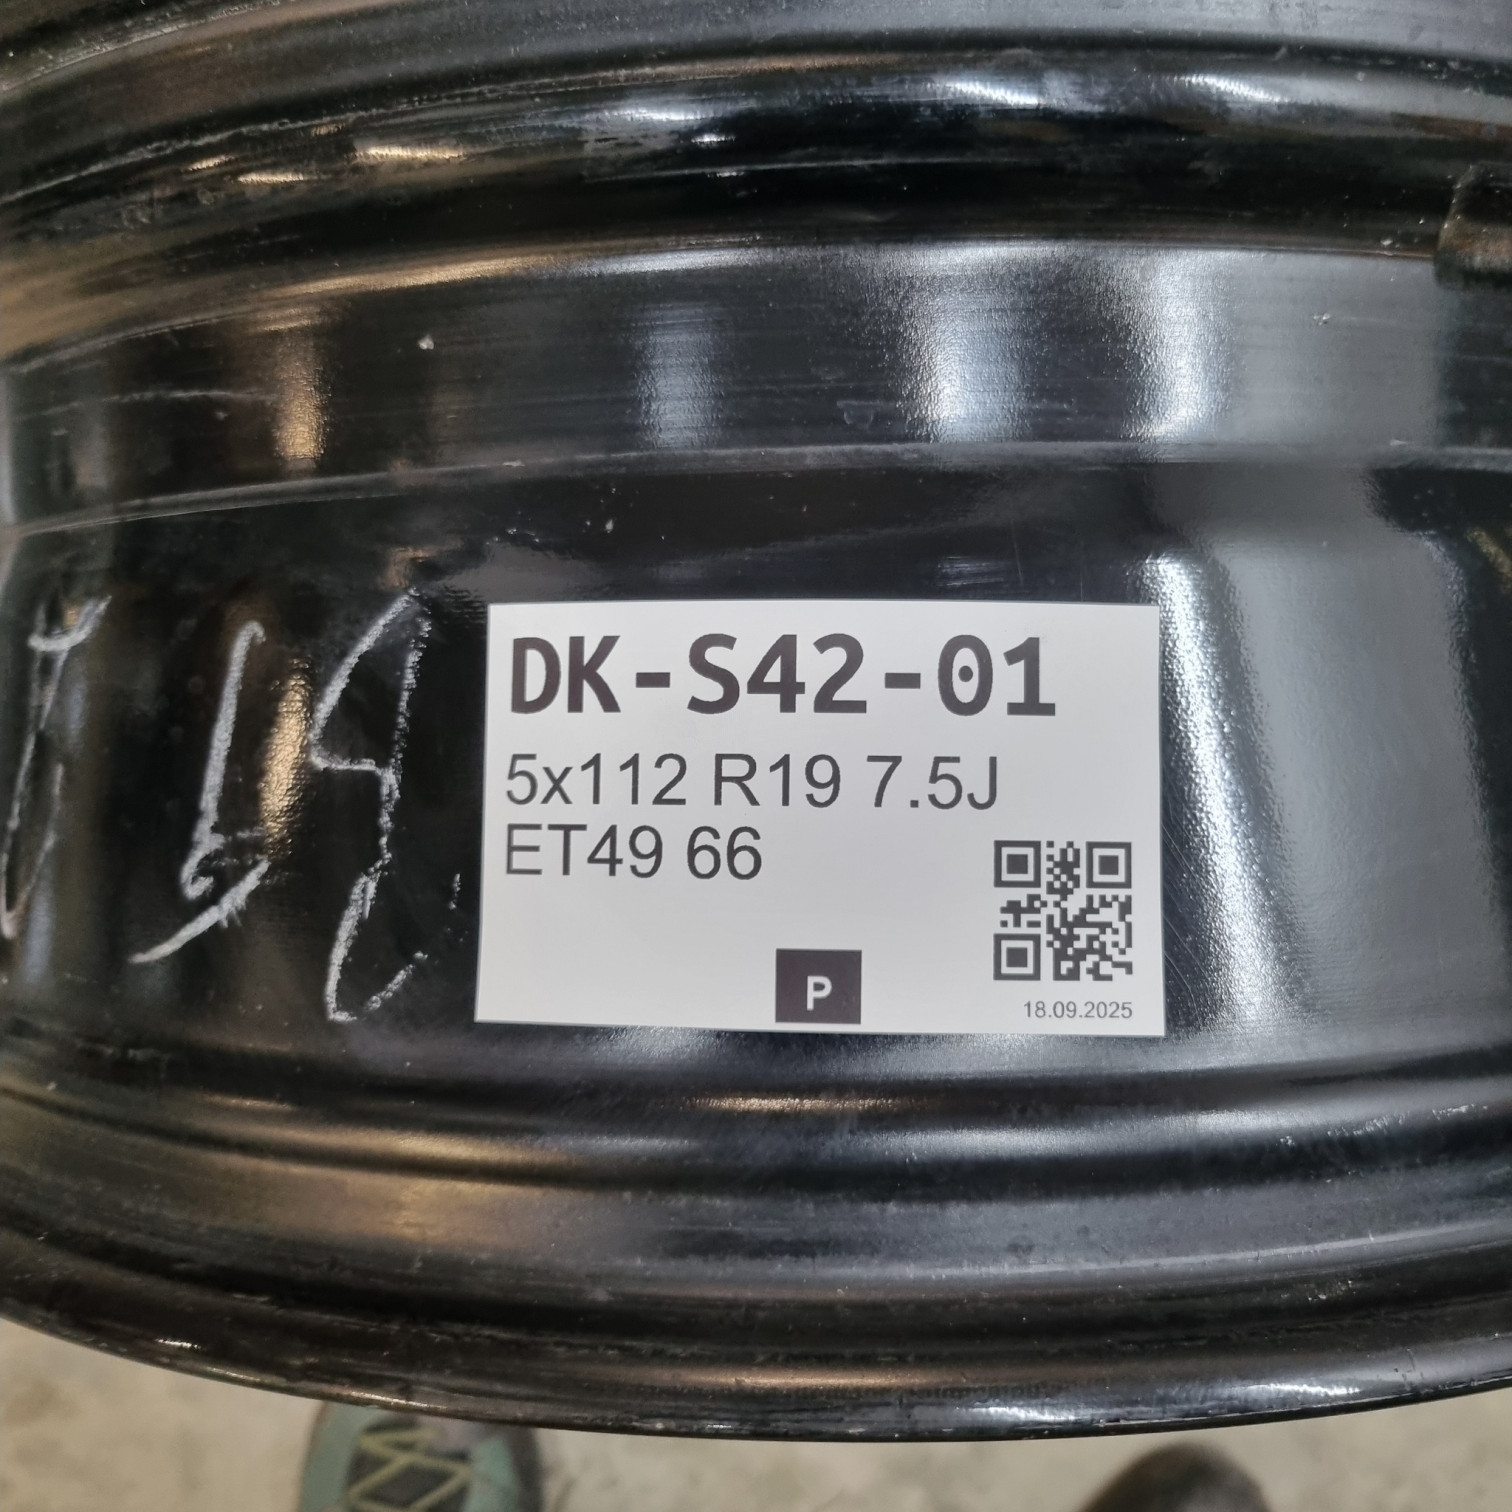 DK-S42-01
5x112 R19 7.5J
ET49 66
P
18.09.2025